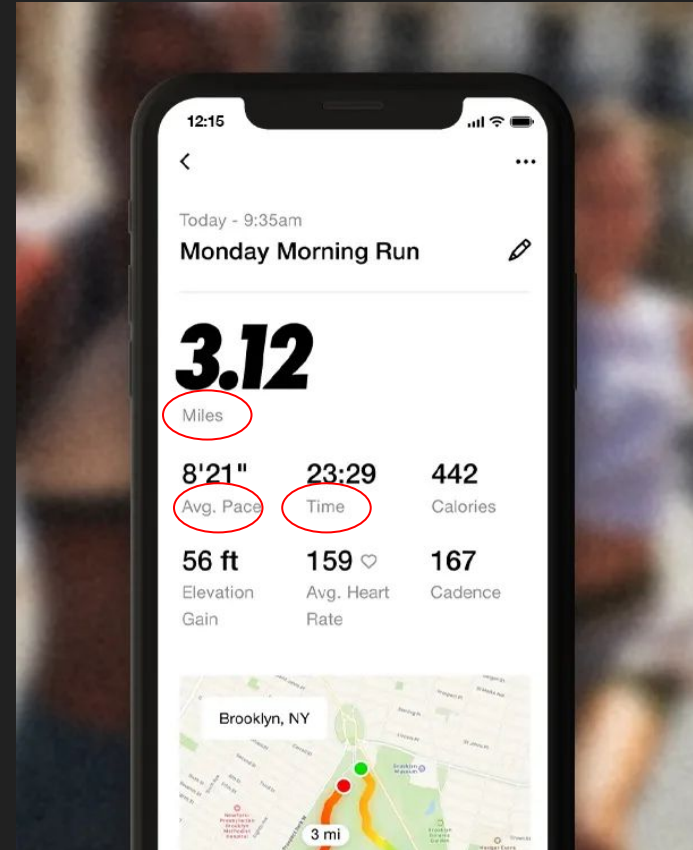 12:15
Today - 9:35am
Monday Morning Run
3.12
Miles
8'21" 23:29 442
Avg. Pace Time Calories
56 ft 159 167
Elevation Gain Avg. Heart Rate Cadence
Brooklyn, NY
3 mi